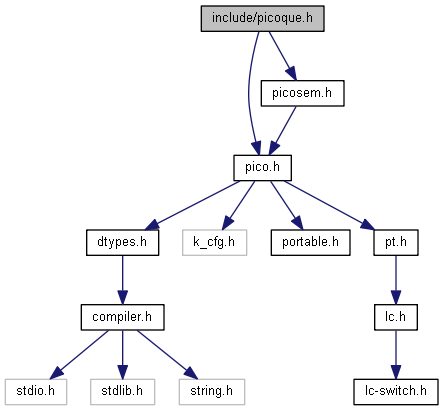 include/picoque.h
picosem.h
pico.h
dtypes.h
k_cfg.h
portable.h
pt.h
compiler.h
lc.h
stdio.h
stdlib.h
string.h
lc-switch.h